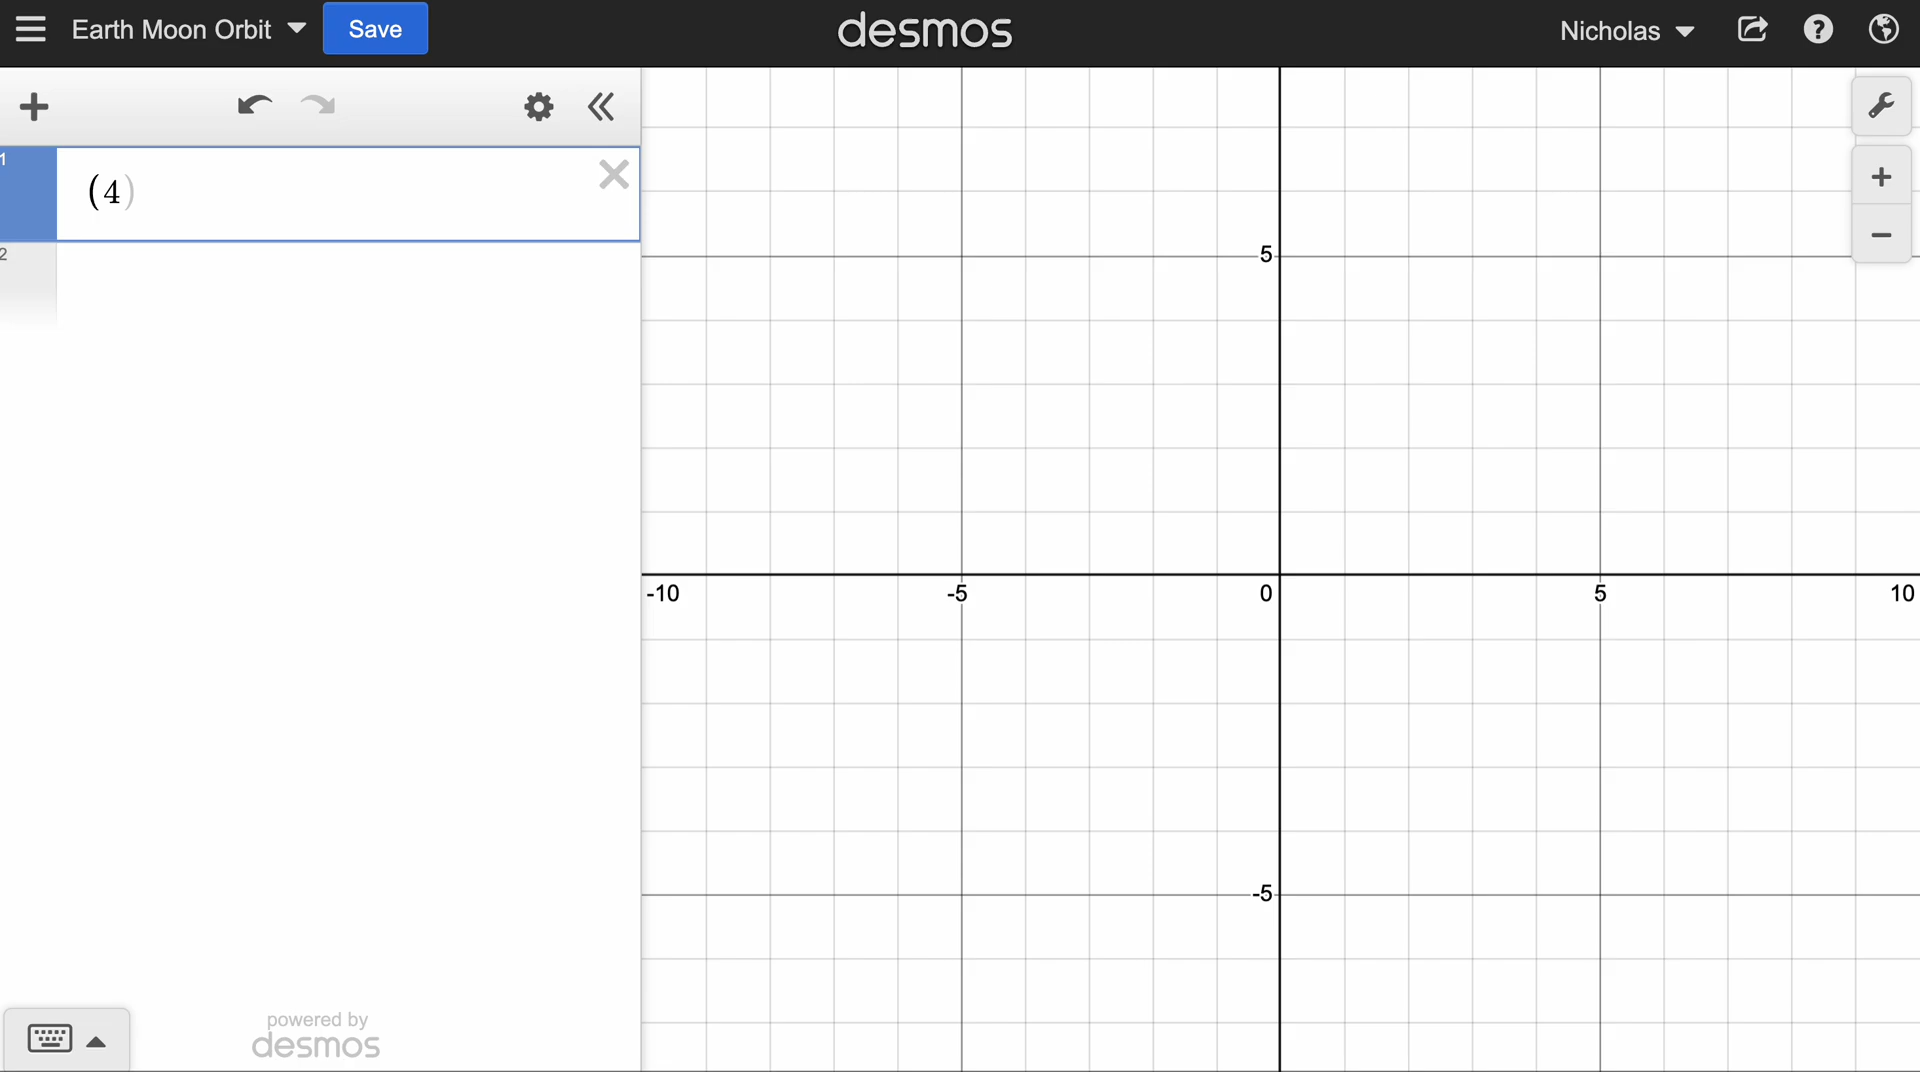 Earth Moon Orbit
Save
desmos
Nicholas
1
(4)
2
5
-10
-5
0
5
10
-5
powered by
desmos